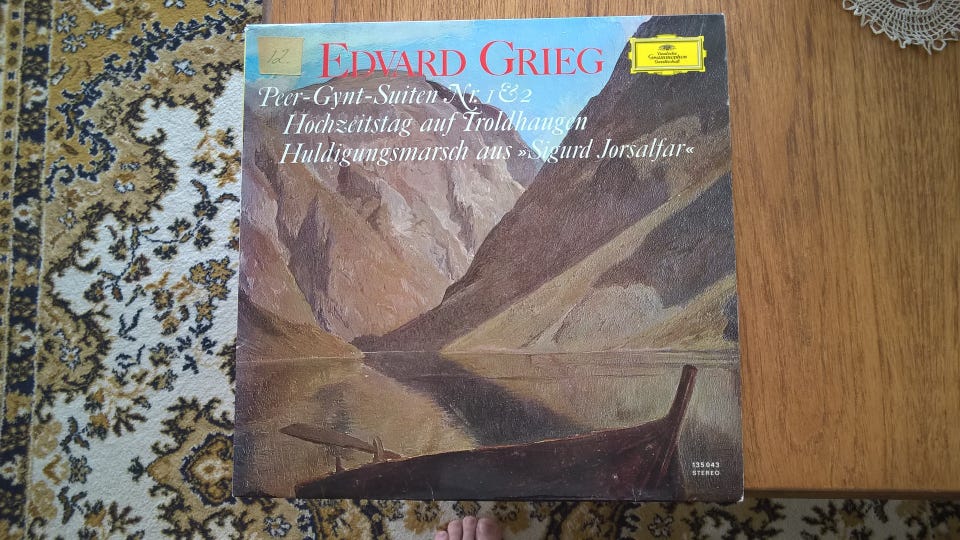 12
EDVARD GRIEG
Deutsche
Grammophon
Gesellschaft
Peer-Gynt-Suiten Nr. 1 & 2
Hochzeitstag auf Troldhaugen
Huldigungsmarsch aus »Sigurd Jorsalfar«
135043
STEREO